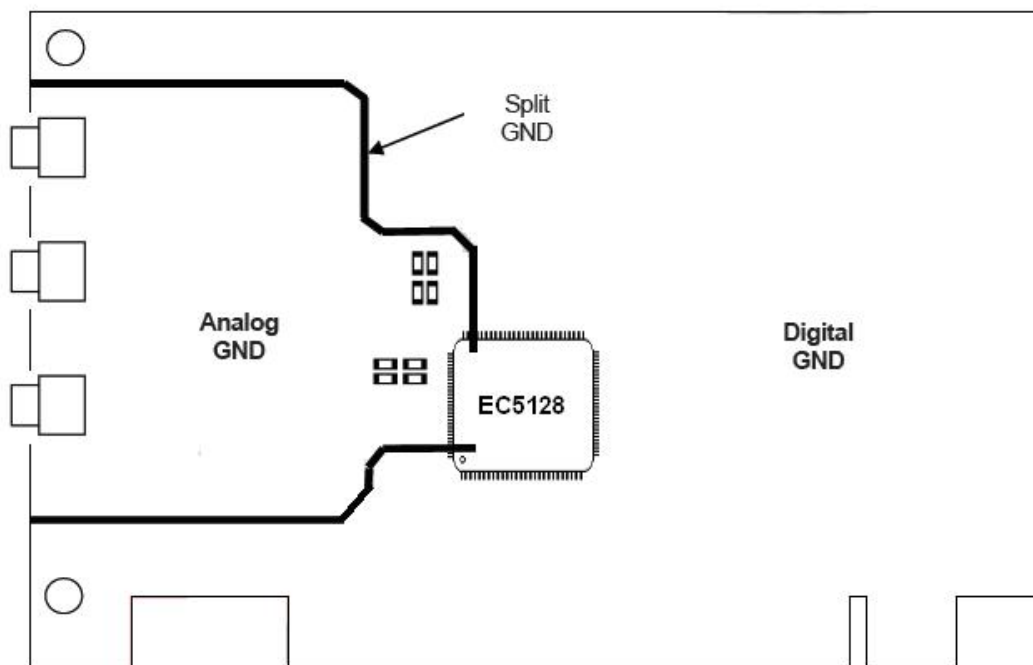 Split
GND
Analog
GND
Digital
GND
EC5128